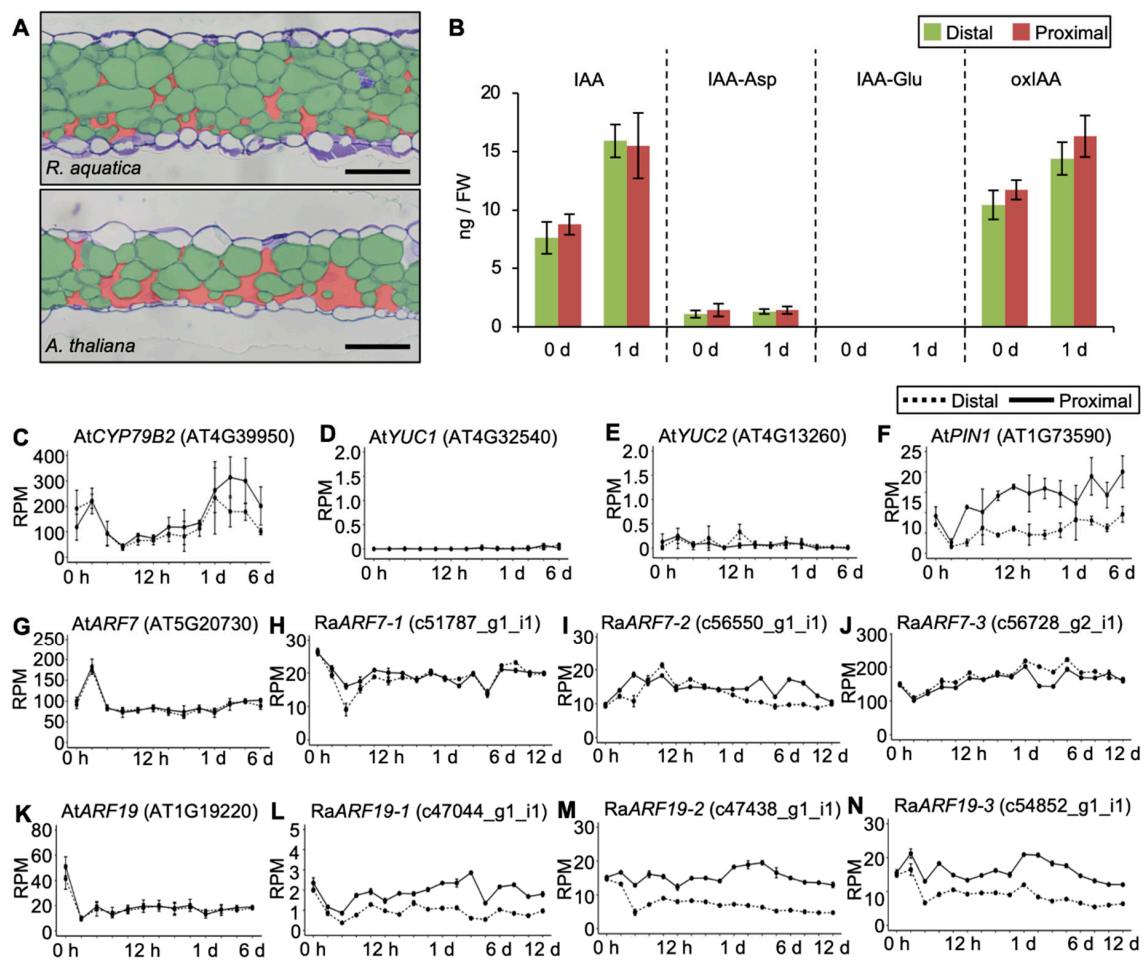 A
R. aquatica
A. thaliana
B
Distal Proximal
IAA IAA-Asp IAA-Glu oxIAA
ng / FW
20
15
10
5
0
0 d 1 d 0 d 1 d 0 d 1 d 0 d 1 d
Distal Proximal
C AtCYP79B2 (AT4G39950)
RPM
400
300
200
100
0
0 h 12 h 1 d 6 d
D AtYUC1 (AT4G32540)
RPM
2.0
1.5
1.0
0.5
0
0 h 12 h 1 d 6 d
E AtYUC2 (AT4G13260)
RPM
2.0
1.5
1.0
0.5
0
0 h 12 h 1 d 6 d
F AtPIN1 (AT1G73590)
RPM
25
20
15
10
5
0
0 h 12 h 1 d 6 d
G AtARF7 (AT5G20730)
RPM
250
200
150
100
50
0
0 h 12 h 1 d 6 d
H RaARF7-1 (c51787_g1_i1)
RPM
30
20
10
0
0 h 12 h 1 d 6 d 12 d
I RaARF7-2 (c56550_g1_i1)
RPM
30
20
10
0
0 h 12 h 1 d 6 d 12 d
J RaARF7-3 (c56728_g2_i1)
RPM
300
200
100
0
0 h 12 h 1 d 6 d 12 d
K AtARF19 (AT1G19220)
RPM
80
60
40
20
0
0 h 12 h 1 d 6 d
L RaARF19-1 (c47044_g1_i1)
RPM
5
4
3
2
1
0
0 h 12 h 1 d 6 d 12 d
M RaARF19-2 (c47438_g1_i1)
RPM
30
20
10
0
0 h 12 h 1 d 6 d 12 d
N RaARF19-3 (c54852_g1_i1)
RPM
30
20
10
0
0 h 12 h 1 d 6 d 12 d